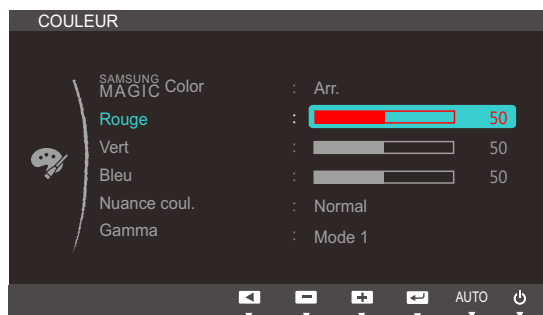 COULEUR
SAMSUNG MAGIC Color : Arr.
Rouge : 50
Vert : 50
Bleu : 50
Nuance coul. : Normal
Gamma : Mode 1
AUTO